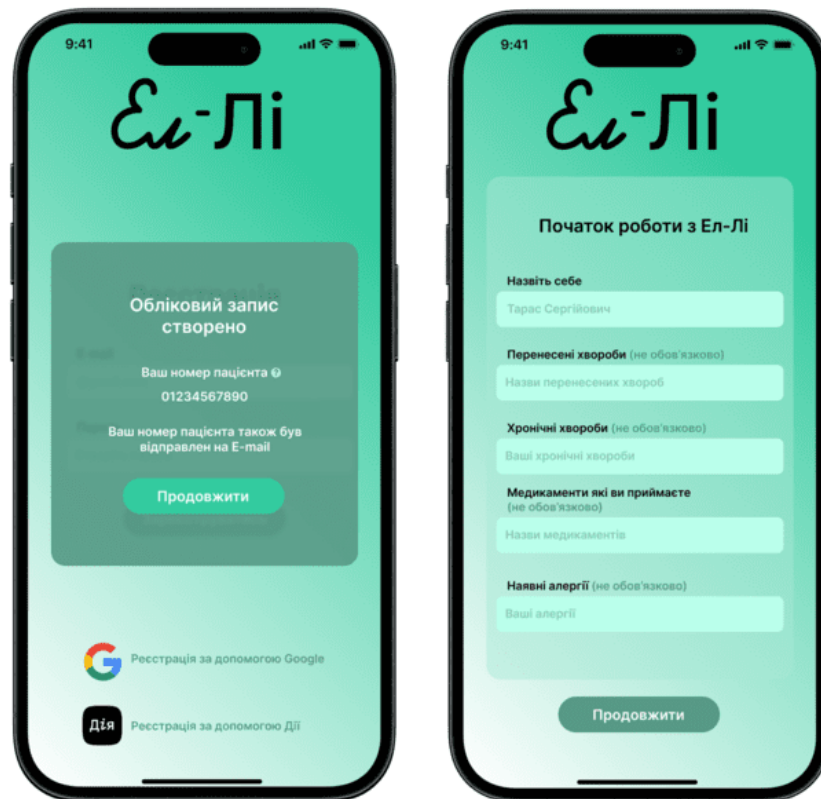 9:41
Ел-Лі
Обліковий запис
створено
Ваш номер пацієнта
01234567890
Ваш номер пацієнта також був
відправлен на E-mail
Продовжити
Реєстрація за допомогою Google
Дія
Реєстрація за допомогою Дії
9:41
Ел-Лі
Початок роботи з Ел-Лі
Назвіть себе
Тарас Сергійович
Перенесені хвороби (не обов'язково)
Назви перенесених хвороб
Хронічні хвороби (не обов'язково)
Ваші хронічні хвороби
Медикаменти які ви приймаєте
(не обов'язково)
Назви медикаментів
Наявні алергії (не обов'язково)
Ваші алергії
Продовжити